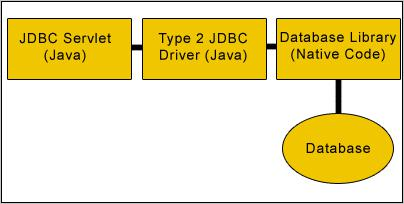 JDBC Servlet
(Java)
Type 2 JDBC
Driver (Java)
Database Library
(Native Code)
Database